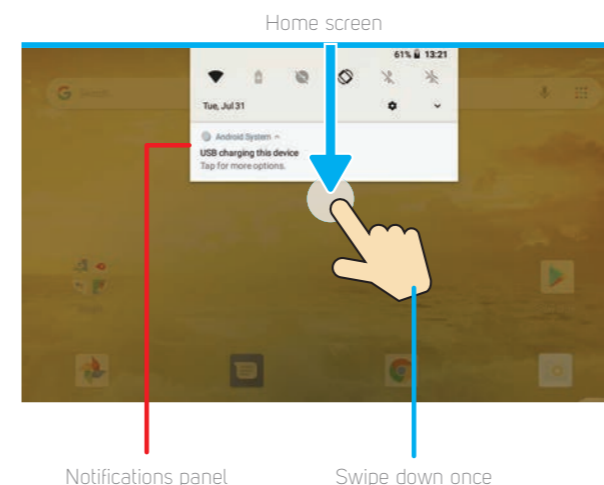 Home screen
61% 13:21
G Search
Tue, Jul 31
Android System
USB charging this device
Tap for more options.
Notifications panel
Swipe down once